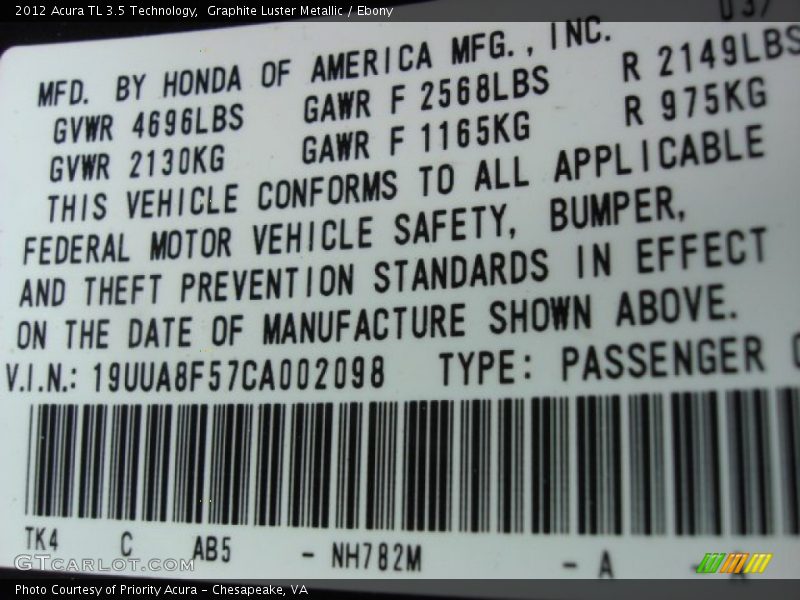 2012 Acura TL 3.5 Technology,  Graphite Luster Metallic / Ebony
MFD. BY HONDA OF AMERICA MFG., INC.
GVWR 4696LBS GAWR F 2568LBS R 2149LBS
GVWR 2130KG GAWR F 1165KG R 975KG
THIS VEHICLE CONFORMS TO ALL APPLICABLE
FEDERAL MOTOR VEHICLE SAFETY, BUMPER,
AND THEFT PREVENTION STANDARDS IN EFFECT
ON THE DATE OF MANUFACTURE SHOWN ABOVE.
V.I.N.: 19UUA8F57CA002098 TYPE: PASSENGER
TK4 C AB5 - NH782M - A
GTCARLOT.COM
Photo Courtesy of Priority Acura - Chesapeake, VA